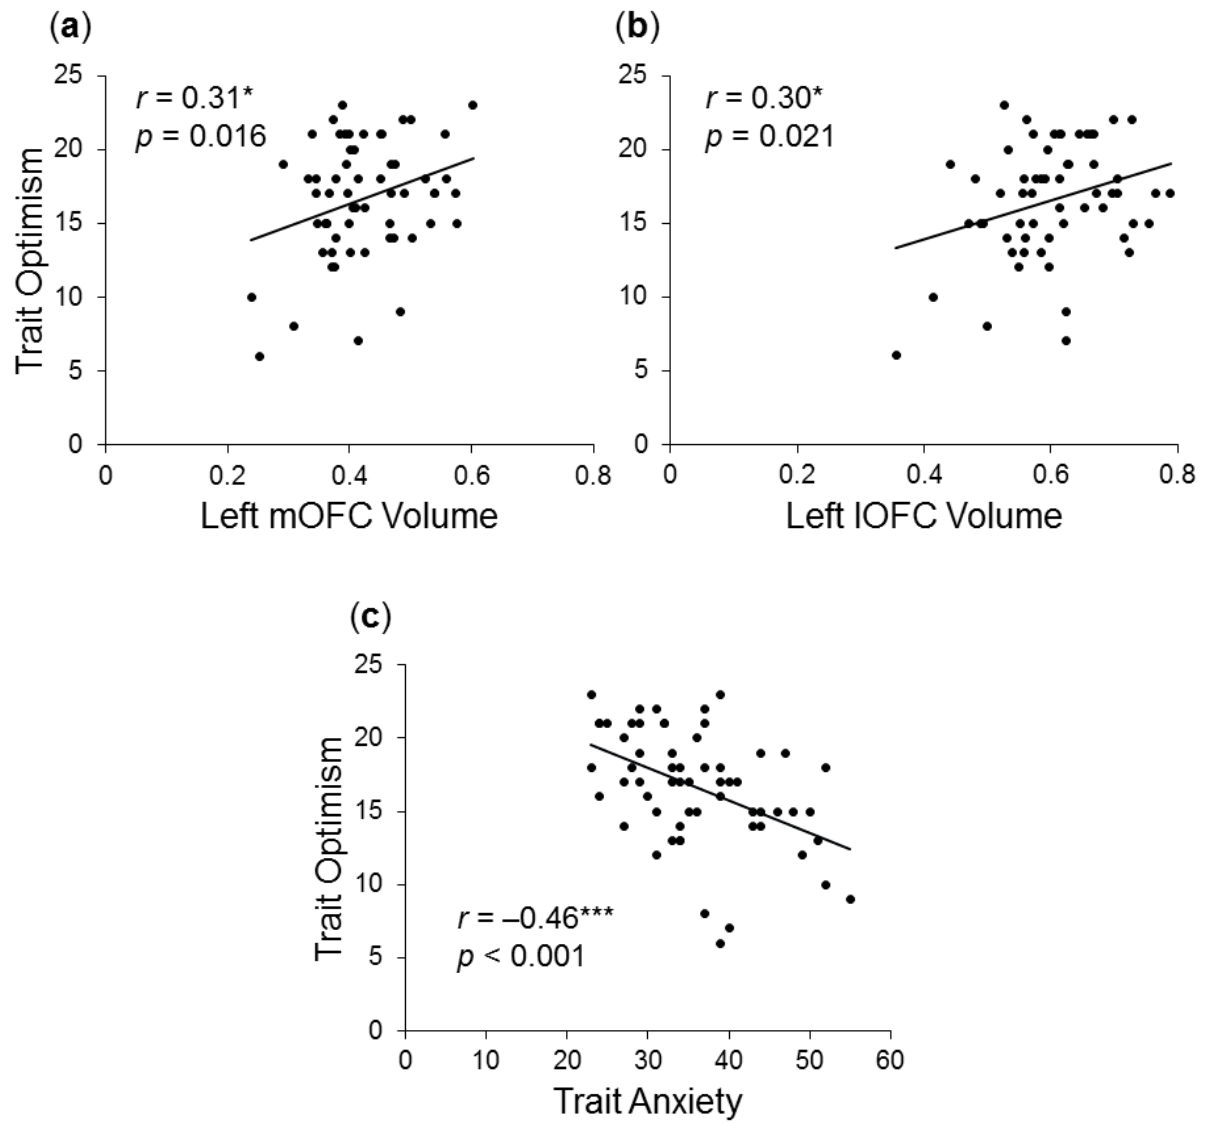 (a)
r = 0.31*
p = 0.016
Trait Optimism
25
20
15
10
5
0
0 0.2 0.4 0.6 0.8
Left mOFC Volume
(b)
r = 0.30*
p = 0.021
25
20
15
10
5
0
0 0.2 0.4 0.6 0.8
Left lOFC Volume
(c)
Trait Optimism
25
20
15
10
5
0
r = –0.46***
p < 0.001
0 10 20 30 40 50 60
Trait Anxiety